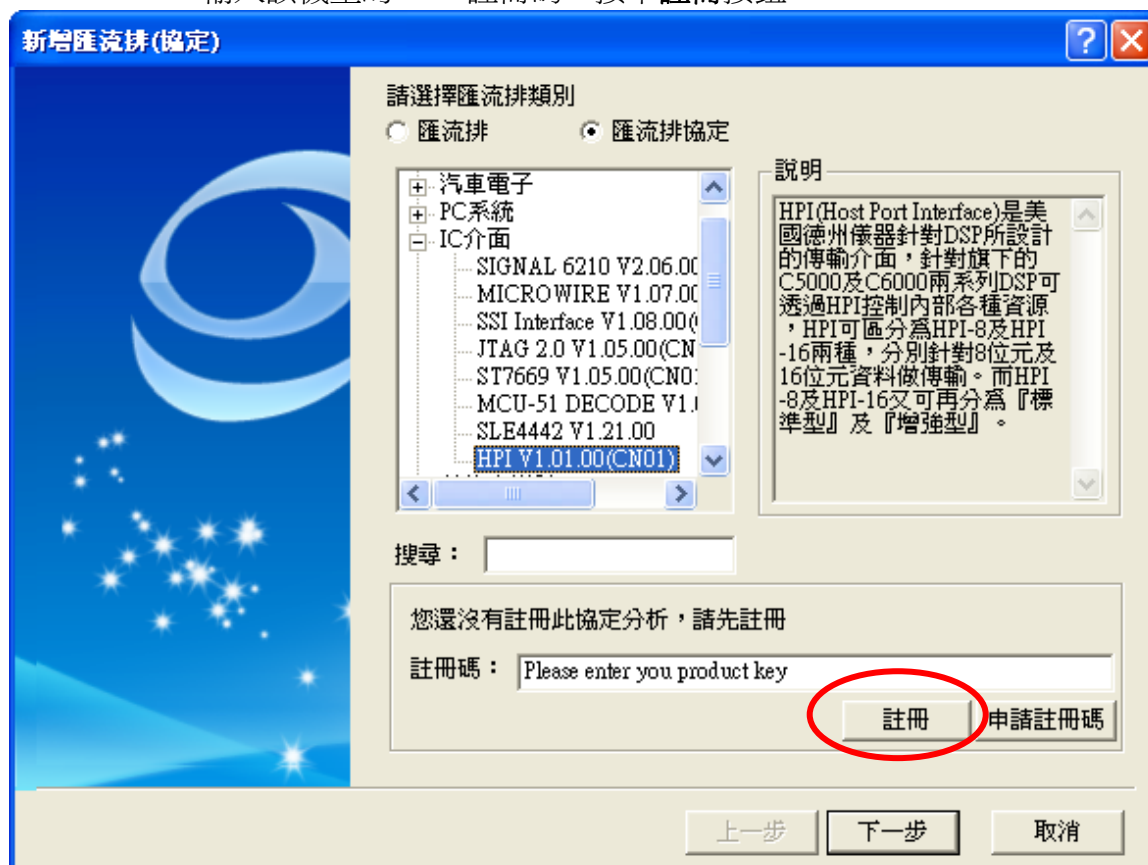 新增匯流排(協定)
請選擇匯流排類別
匯流排
匯流排協定
汽車電子
PC系統
IC介面
SIGNAL 6210 V2.06.00
MICROWIRE V1.07.00
SSI Interface V1.08.00(
JTAG 2.0 V1.05.00(CN
ST7669 V1.05.00(CN0
MCU-51 DECODE V1.
SLE4442 V1.21.00
HPI V1.01.00(CN01)
說明
HPI(Host Port Interface)是美
國德州儀器針對DSP所設計
的傳輸介面,針對旗下的
C5000及C6000兩系列DSP可
透過HPI控制內部各種資源
,HPI可區分為HPI-8及HPI
-16兩種,分別針對8位元及
16位元資料做傳輸。而HPI
-8及HPI-16又可再分為『標
準型』及『增強型』。
搜尋:
您還沒有註冊此協定分析,請先註冊
註冊碼: Please enter you product key
註冊
申請註冊碼
上一步
下一步
取消